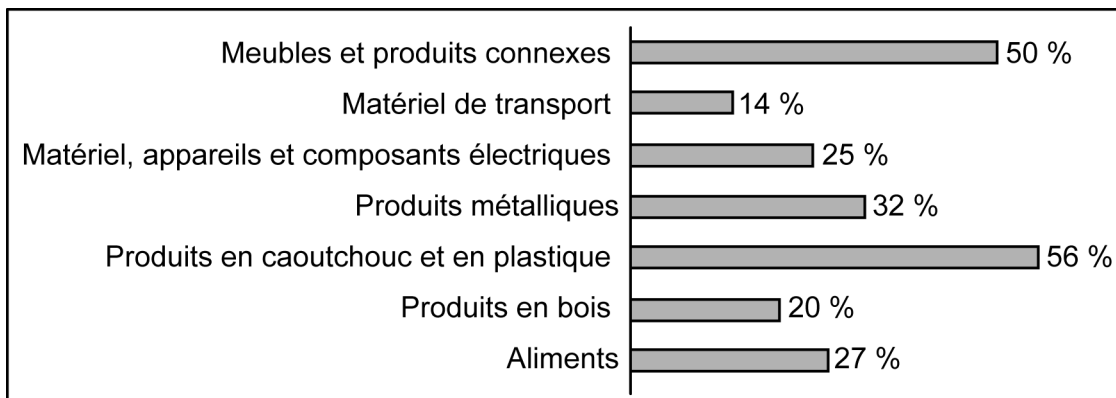 Meubles et produits connexes 50 %
Matériel de transport 14 %
Matériel, appareils et composants électriques 25 %
Produits métalliques 32 %
Produits en caoutchouc et en plastique 56 %
Produits en bois 20 %
Aliments 27 %